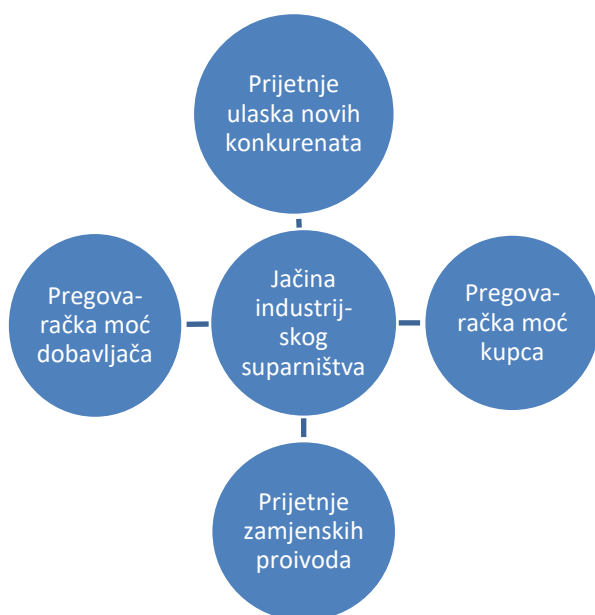 Prijetnje
ulaska novih
konkurenata
Pregova-
račka moć
dobavljača
Jačina
industrij-
skog
suparništva
Pregova-
račka moć
kupca
Prijetnje
zamjenskih
proivoda